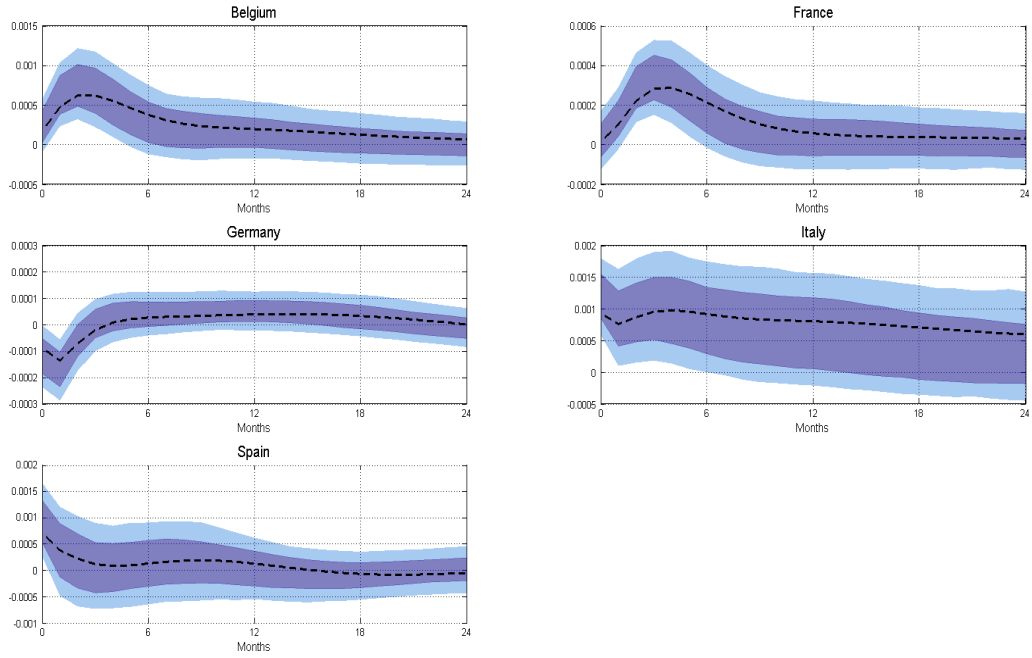 Belgium
0.0015
0.001
0.0005
0
-0.0005
0 6 12 18 24
Months
France
0.0006
0.0004
0.0002
0
-0.0002
0 6 12 18 24
Months
Germany
0.0003
0.0002
0.0001
0
-0.0001
-0.0002
-0.0003
0 6 12 18 24
Months
Italy
0.002
0.0015
0.001
0.0005
0
-0.0005
0 6 12 18 24
Months
Spain
0.002
0.0015
0.001
0.0005
0
-0.0005
-0.001
0 6 12 18 24
Months